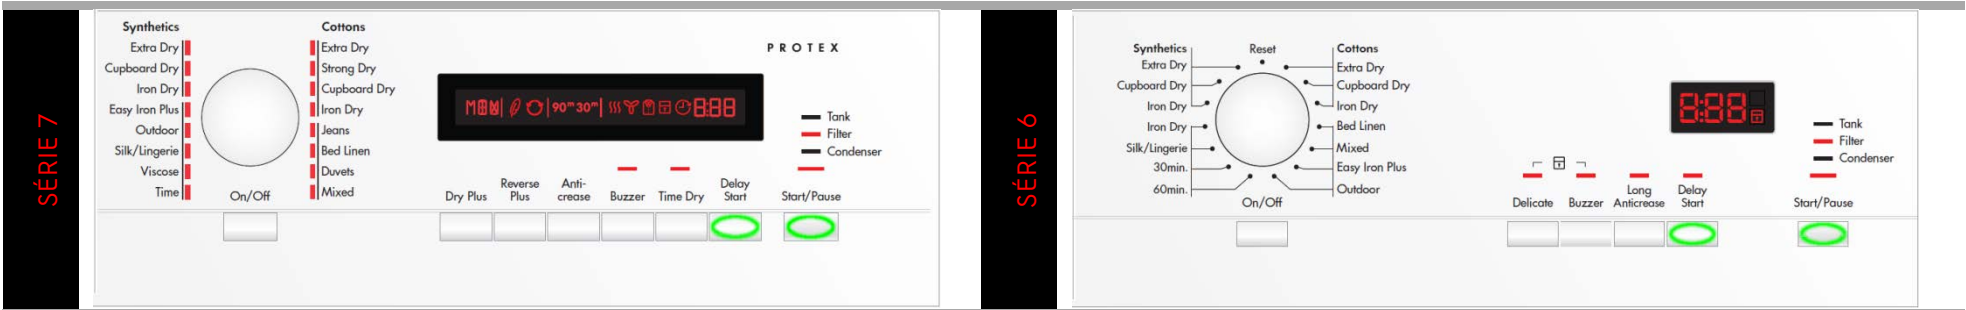 SÉRIE 7
Synthetics
Extra Dry
Cupboard Dry
Iron Dry
Easy Iron Plus
Outdoor
Silk/Lingerie
Viscose
Time
On/Off
Cottons
Extra Dry
Strong Dry
Cupboard Dry
Iron Dry
Jeans
Bed Linen
Duvets
Mixed
PROTEX
90m 30m 8:88
Tank
Filter
Condenser
Dry Plus
Reverse Plus
Anti-crease
Buzzer
Time Dry
Delay Start
Start/Pause
SÉRIE 6
Synthetics
Extra Dry
Cupboard Dry
Iron Dry
Iron Dry
Silk/Lingerie
30min.
60min.
Reset
On/Off
Cottons
Extra Dry
Cupboard Dry
Iron Dry
Bed Linen
Mixed
Easy Iron Plus
Outdoor
8:88
Tank
Filter
Condenser
Delicate
Buzzer
Long Anticrease
Delay Start
Start/Pause